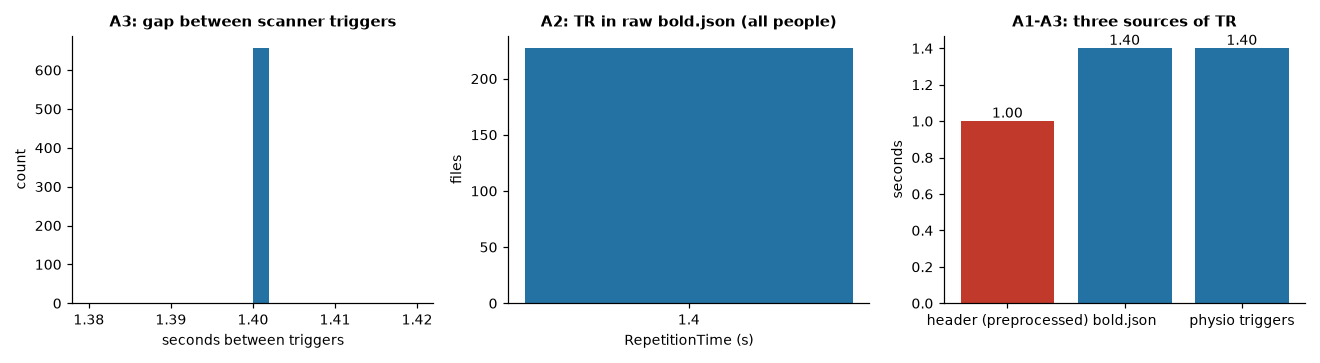 A3: gap between scanner triggers
600
500
400
300
200
100
0
count
1.38 1.39 1.40 1.41 1.42
seconds between triggers
A2: TR in raw bold.json (all people)
200
150
100
50
0
files
1.4
RepetitionTime (s)
A1-A3: three sources of TR
1.4
1.2
1.0
0.8
0.6
0.4
0.2
0.0
seconds
1.00
1.40
1.40
header (preprocessed) bold.json physio triggers